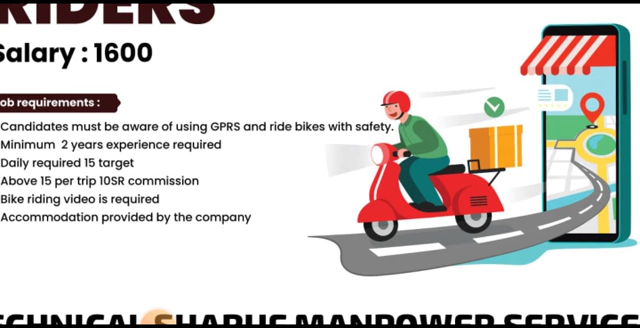 RIDERS
Salary : 1600
Job requirements :
Candidates must be aware of using GPRS and ride bikes with safety.
Minimum 2 years experience required
Daily required 15 target
Above 15 per trip 10SR commission
Bike riding video is required
Accommodation provided by the company
MANPOWER